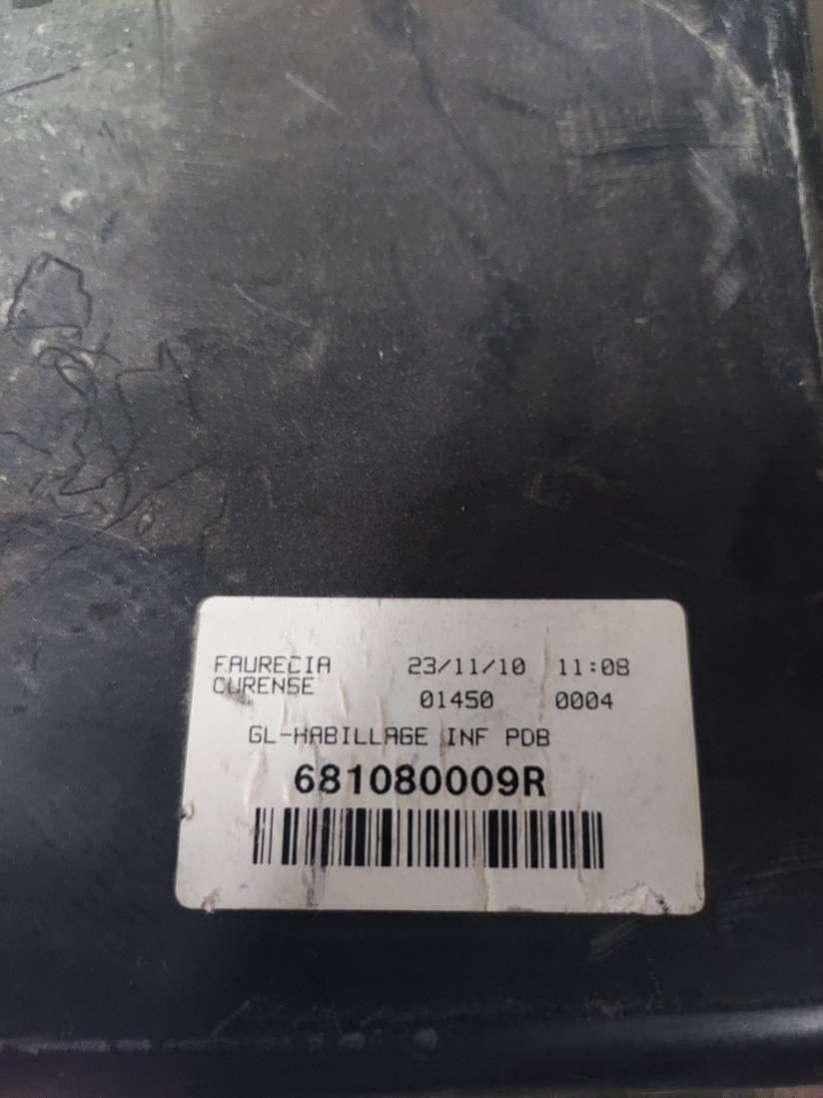 FAURECIA 23/11/10 11:08
CURENSE 01450 0004
GL-HABILLAGE INF PDB
681080009R